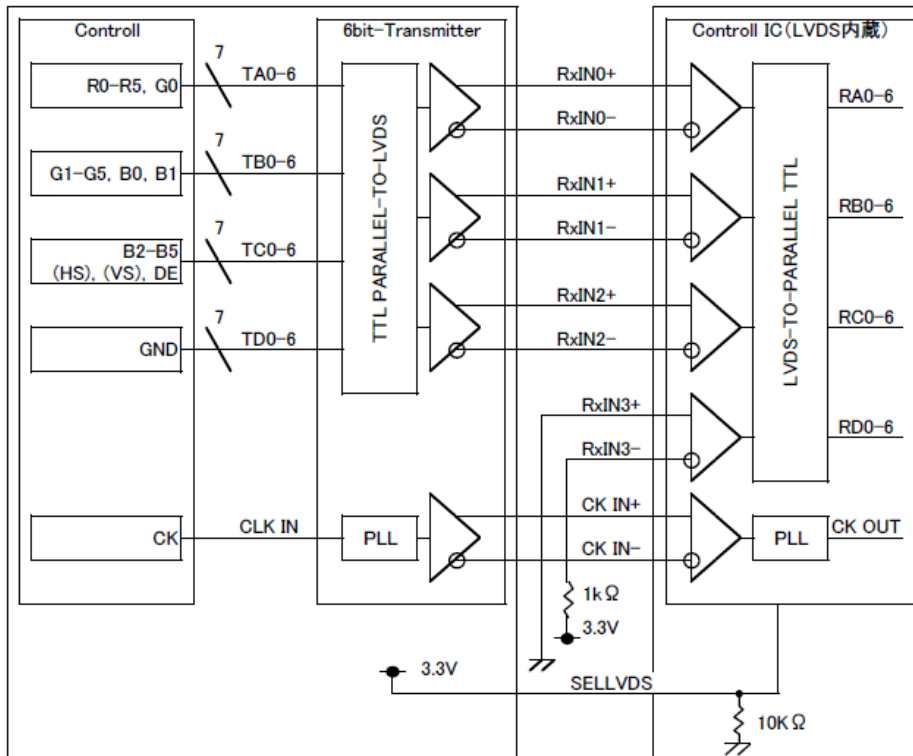 Controll
6bit-Transmitter
Controll IC(LVDS内蔵)
R0-R5, G0
7
TA0-6
RxIN0+
RxIN0-
RA0-6
G1-G5, B0, B1
7
TB0-6
RxIN1+
RxIN1-
RB0-6
B2-B5
(HS), (VS), DE
7
TC0-6
RxIN2+
RxIN2-
RC0-6
GND
7
TD0-6
TTL PARALLEL-TO-LVDS
LVDS-TO-PARALLEL TTL
RxIN3+
RxIN3-
RD0-6
CK
CLK IN
PLL
CK IN+
CK IN-
PLL
CK OUT
1kΩ
3.3V
3.3V
SELLVDS
10KΩ